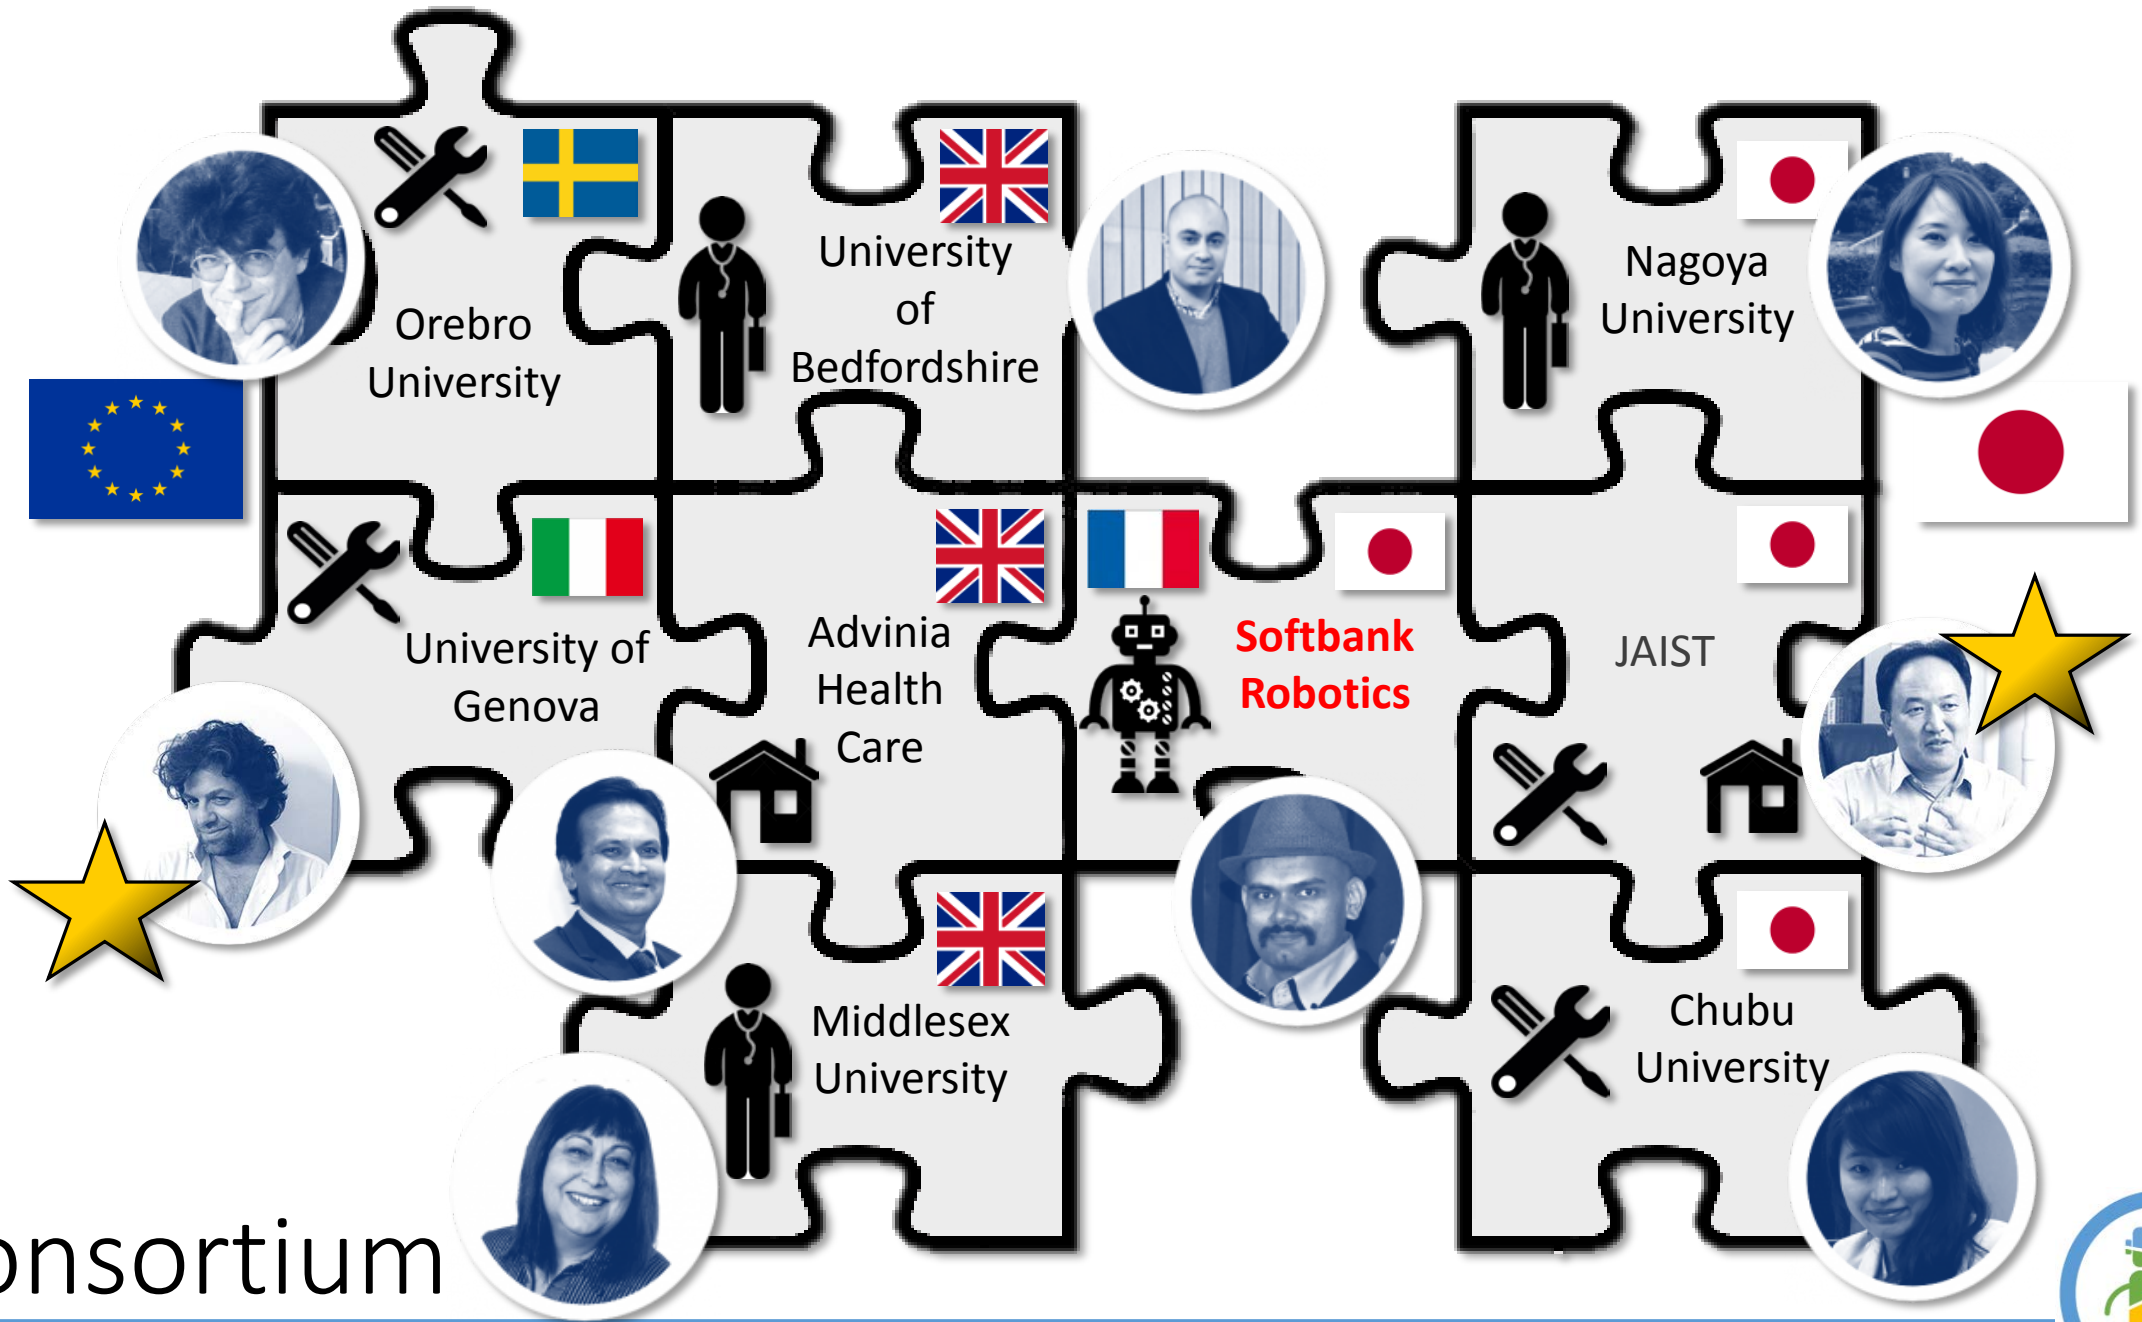 Orebro
University
University
of
Bedfordshire
Nagoya
University
University of
Genova
Advinia
Health
Care
Softbank
Robotics
JAIST
Middlesex
University
Chubu
University
onsortium